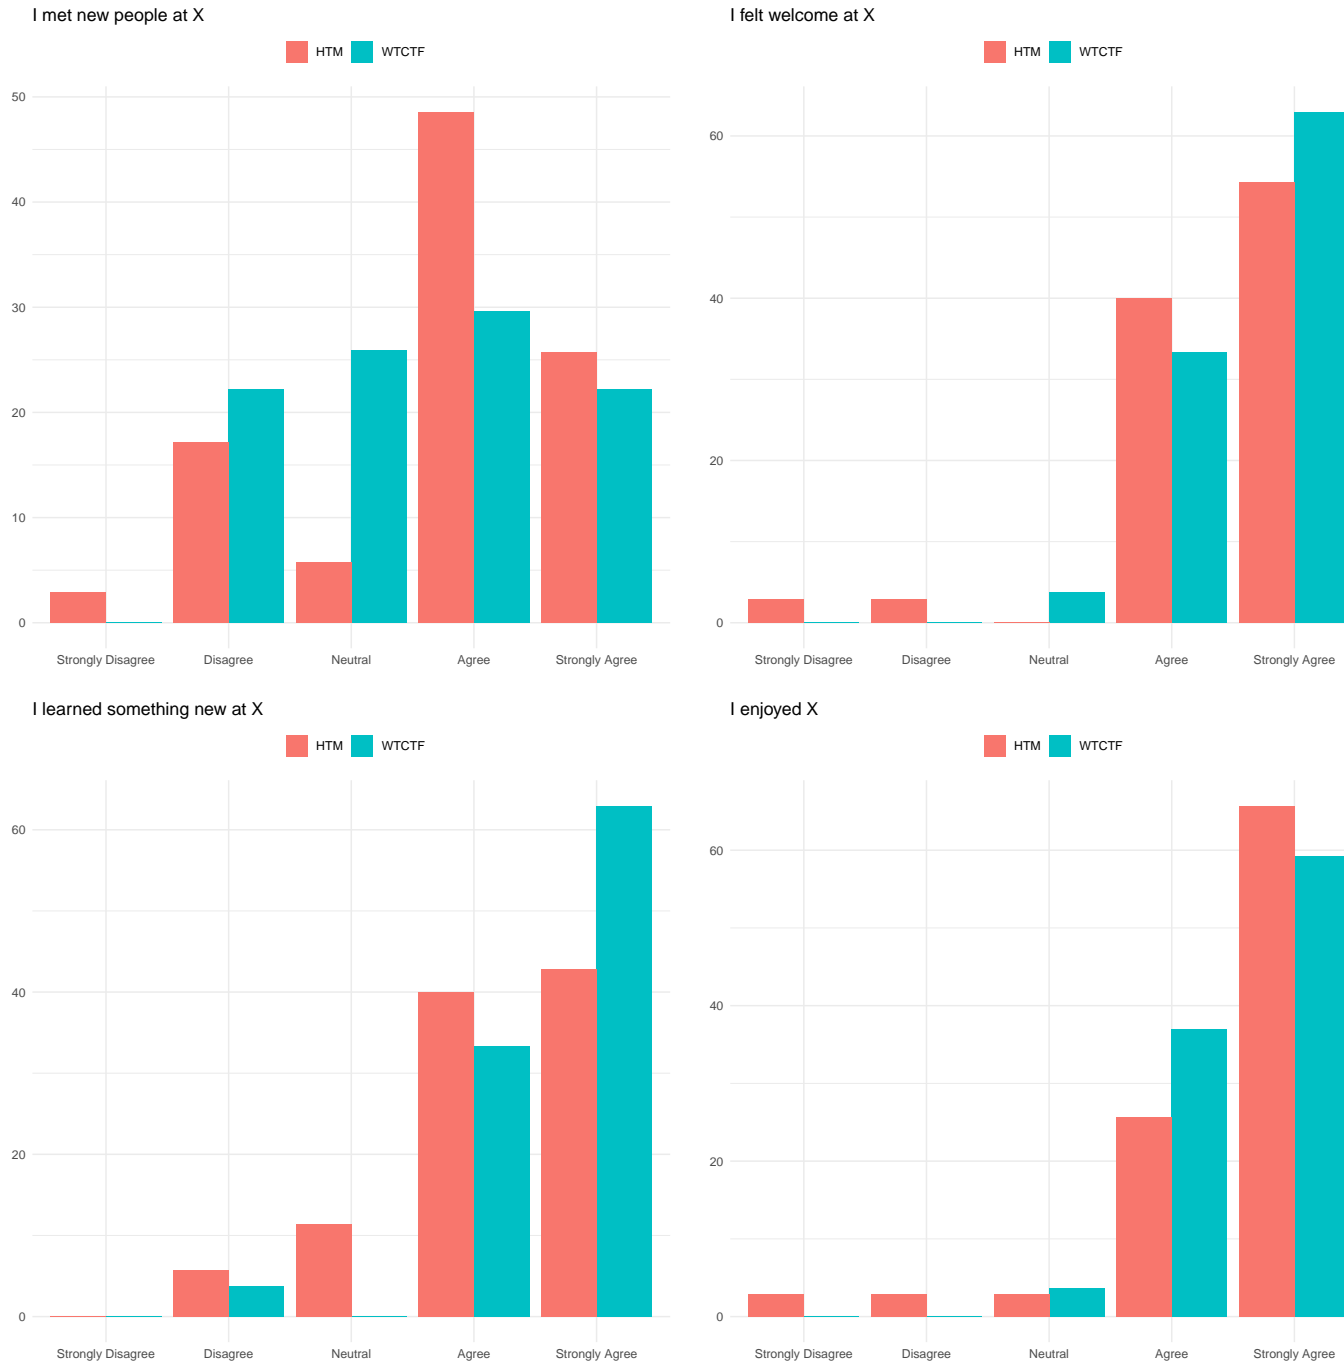 I met new people at X
HTM WTCTF
50
40
30
20
10
0
Strongly Disagree Disagree Neutral Agree Strongly Agree
I felt welcome at X
HTM WTCTF
60
40
20
0
Strongly Disagree Disagree Neutral Agree Strongly Agree
I learned something new at X
HTM WTCTF
60
40
20
0
Strongly Disagree Disagree Neutral Agree Strongly Agree
I enjoyed X
HTM WTCTF
60
40
20
0
Strongly Disagree Disagree Neutral Agree Strongly Agree